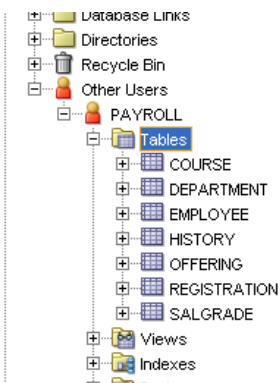 Database Links
Directories
Recycle Bin
Other Users
PAYROLL
Tables
COURSE
DEPARTMENT
EMPLOYEE
HISTORY
OFFERING
REGISTRATION
SALGRADE
Views
Indexes